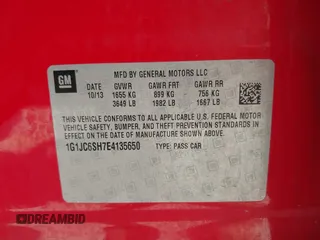 GM
MFD BY GENERAL MOTORS LLC
10/13 GVWR GAWR FRT GAWR RR
1655 KG 899 KG 756 KG
3649 LB 1982 LB 1667 LB
THIS VEHICLE CONFORMS TO ALL APPLICABLE U.S. FEDERAL MOTOR
VEHICLE SAFETY, BUMPER, AND THEFT PREVENTION STANDARDS
IN EFFECT ON THE DATE OF MANUFACTURE SHOWN ABOVE.
1G1JC6SH7E4135650 TYPE: PASS CAR
DREAMBID